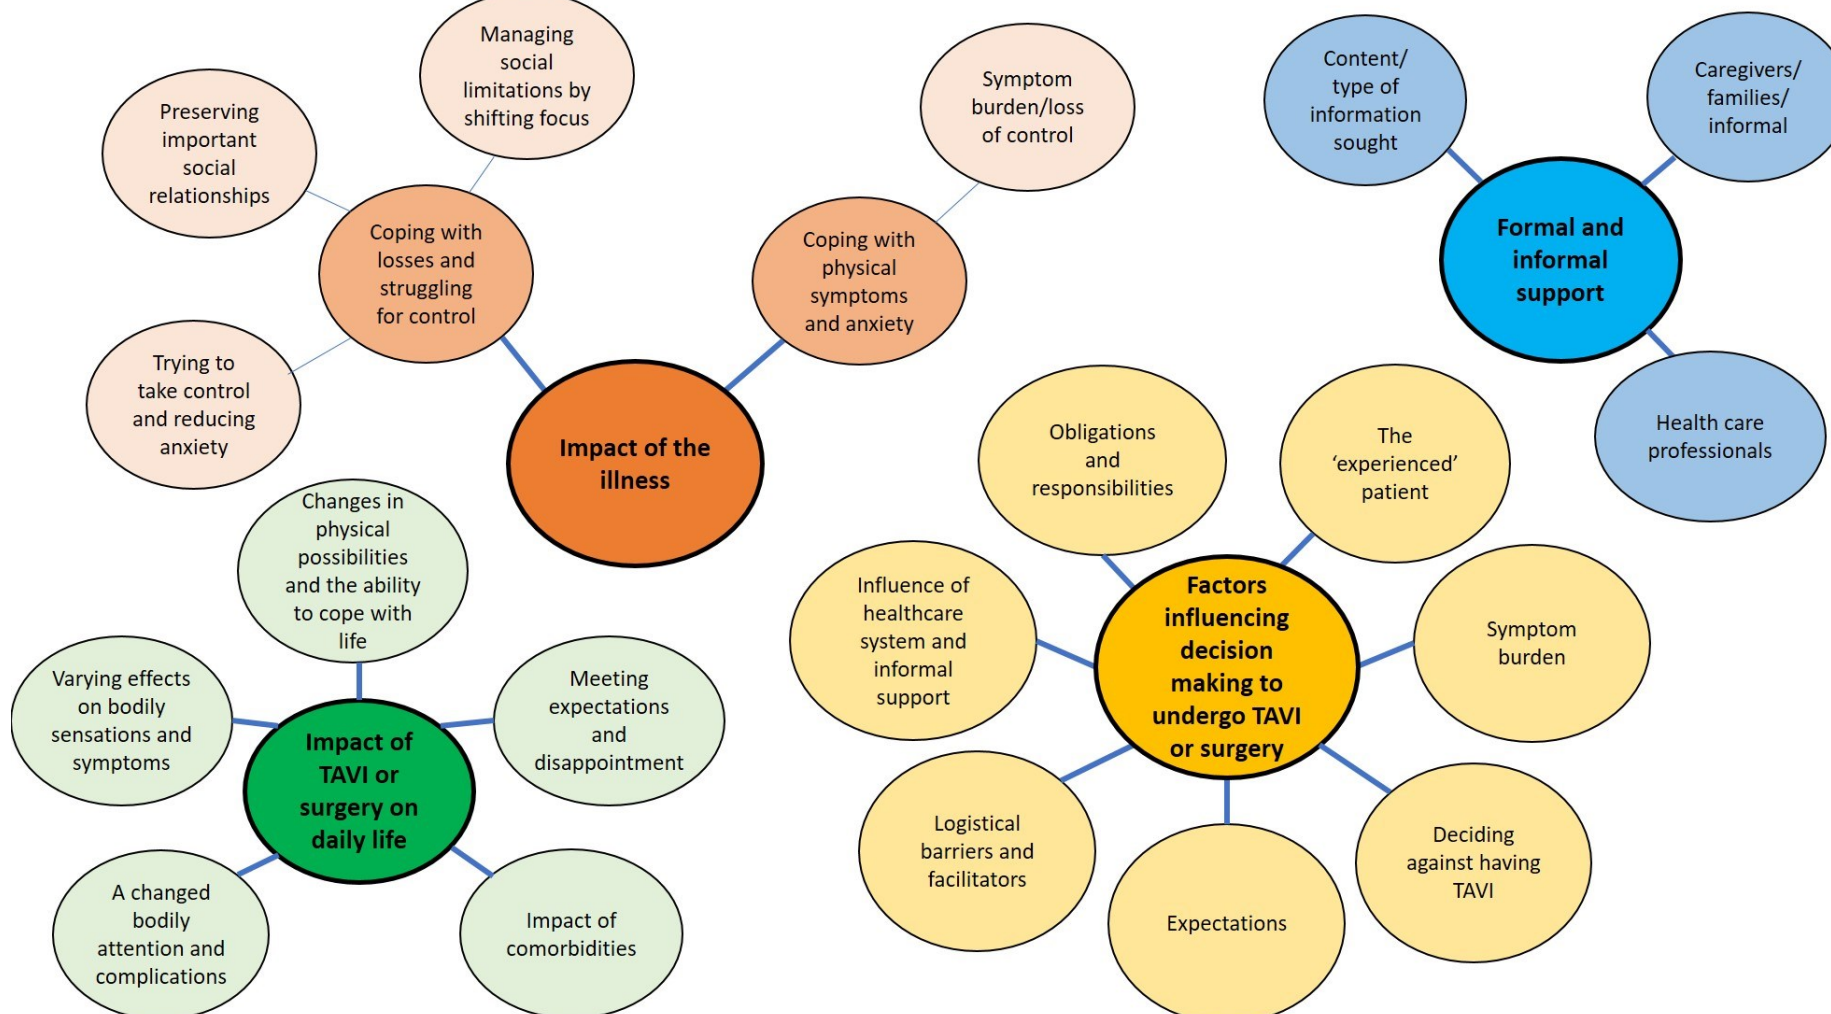 Managing
social
limitations by
shifting focus
Preserving
important
social
relationships
Coping with
losses and
struggling
for control
Trying to
take control
and reducing
anxiety
Symptom
burden/loss
of control
Coping with
physical
symptoms
and anxiety
Impact of the
illness
Content/
type of
information
sought
Caregivers/
families/
informal
Formal and
informal
support
Health care
professionals
Changes in
physical
possibilities
and the ability
to cope with
life
Varying effects
on bodily
sensations and
symptoms
Meeting
expectations
and
disappointment
Impact of
TAVI or
surgery on
daily life
A changed
bodily
attention and
complications
Impact of
comorbidities
Obligations
and
responsibilities
The
‘experienced’
patient
Influence of
healthcare
system and
informal
support
Factors
influencing
decision
making to
undergo TAVI
or surgery
Symptom
burden
Logistical
barriers and
facilitators
Expectations
Deciding
against having
TAVI